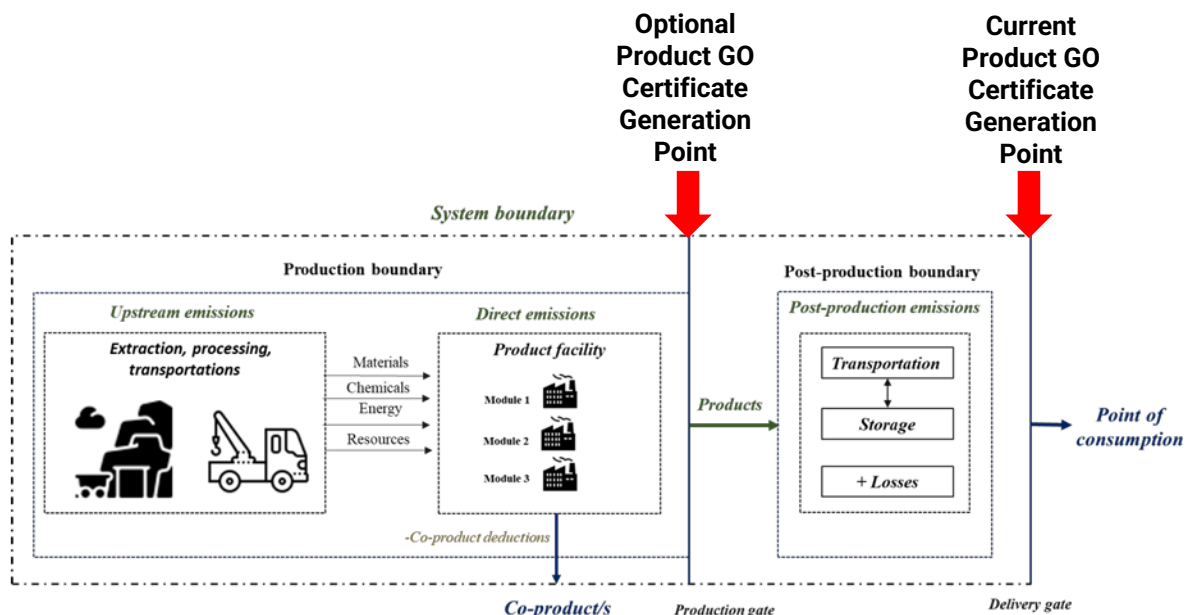 Optional
Product GO
Certificate
Generation
Point
Current
Product GO
Certificate
Generation
Point
System boundary
Production boundary
Post-production boundary
Upstream emissions
Direct emissions
Post-production emissions
Extraction, processing,
transportations
Materials
Chemicals
Energy
Resources
Product facility
Module 1
Module 2
Module 3
Products
Transportation
Storage
+ Losses
Point of
consumption
-Co-product deductions
Co-product/s
Production gate
Delivery gate